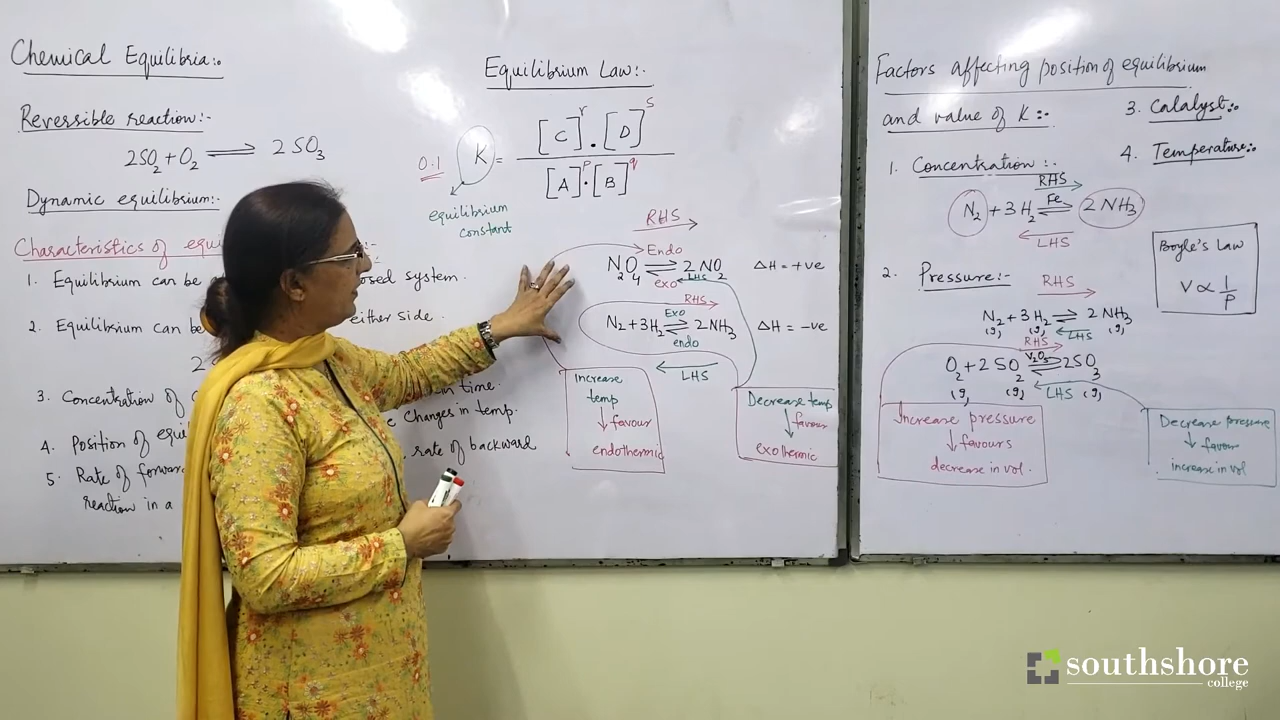 Chemical Equilibria:-
Reversible reaction:-
2SO2 + O2 ⇌ 2SO3
Dynamic equilibrium:-
Characteristics of
1. Equilibrium can be system.
2. Equilibrium can be either side.
2
3. Concentration of time.
4. Position of changes in temp.
5. Rate of rate of backward
reaction in a
Equilibrium Law:-
0.1 K = [C]^r . [D]^s / [A]^p . [B]^q
equilibrium
constant
RHS
Endo
N2O4 ⇌ 2NO2 ΔH = +ve
exo LHS
RHS
Exo
N2 + 3H2 ⇌ 2NH3 ΔH = -ve
endo
LHS
Increase
temp
↓ favour
endothermic
Decrease temp
↓ favour
exothermic
Factors affecting position of equilibrium
and value of K:-
3. Catalyst:-
4. Temperature:-
1. Concentration:-
RHS
Fe
N2 + 3H2 ⇌ 2NH3
LHS
Boyle's Law
V ∝ 1/P
2. Pressure:-
RHS
N2 + 3H2 ⇌ 2NH3
(g) (g) LHS (g)
RHS
V2O5
O2 + 2SO2 ⇌ 2SO3
(g) (g) LHS (g)
Increase pressure
↓ favours
decrease in vol.
Decrease pressure
↓ favour
increase in vol
southshore
college